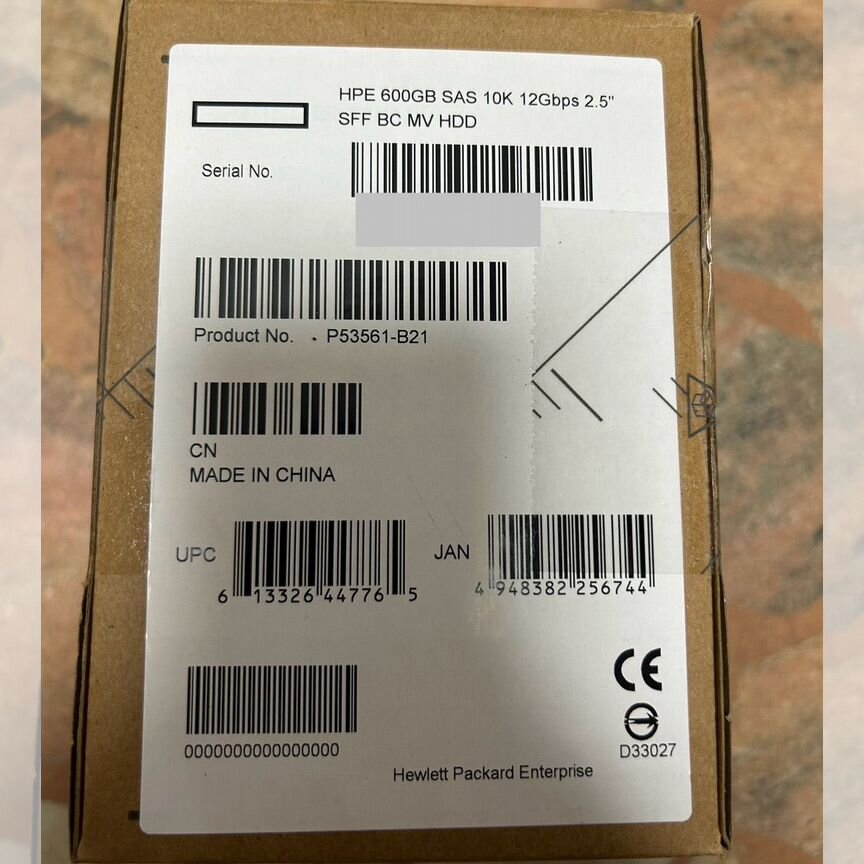 HPE 600GB SAS 10K 12Gbps 2.5"
SFF BC MV HDD
Serial No.
Product No. P53561-B21
CN
MADE IN CHINA
UPC
6 13326 44776 5
JAN
4 948382 256744
CE
0000000000000000
D33027
Hewlett Packard Enterprise